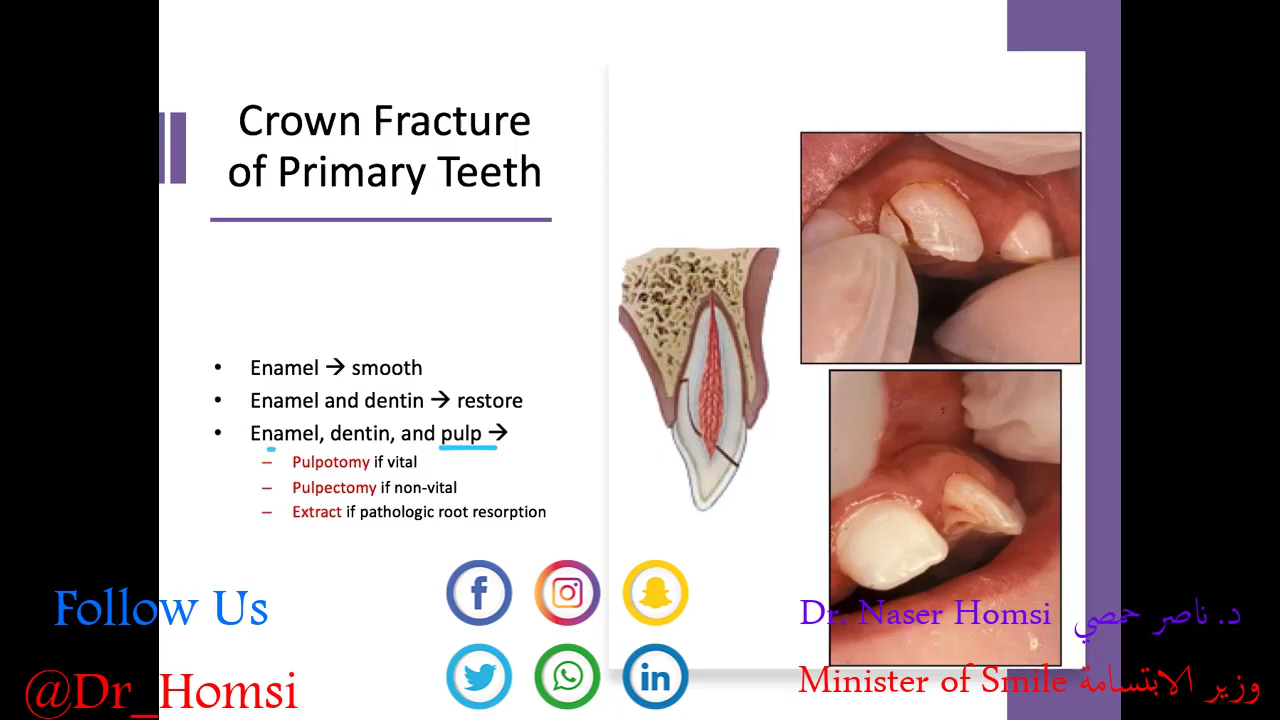 Crown Fracture
of Primary Teeth
• Enamel → smooth
• Enamel and dentin → restore
• Enamel, dentin, and pulp →
– Pulpotomy if vital
– Pulpectomy if non-vital
– Extract if pathologic root resorption
Follow Us
@Dr_Homsi
Dr. Naser Homsi د. ناصر حمصي
Minister of Smile وزير الابتسامة